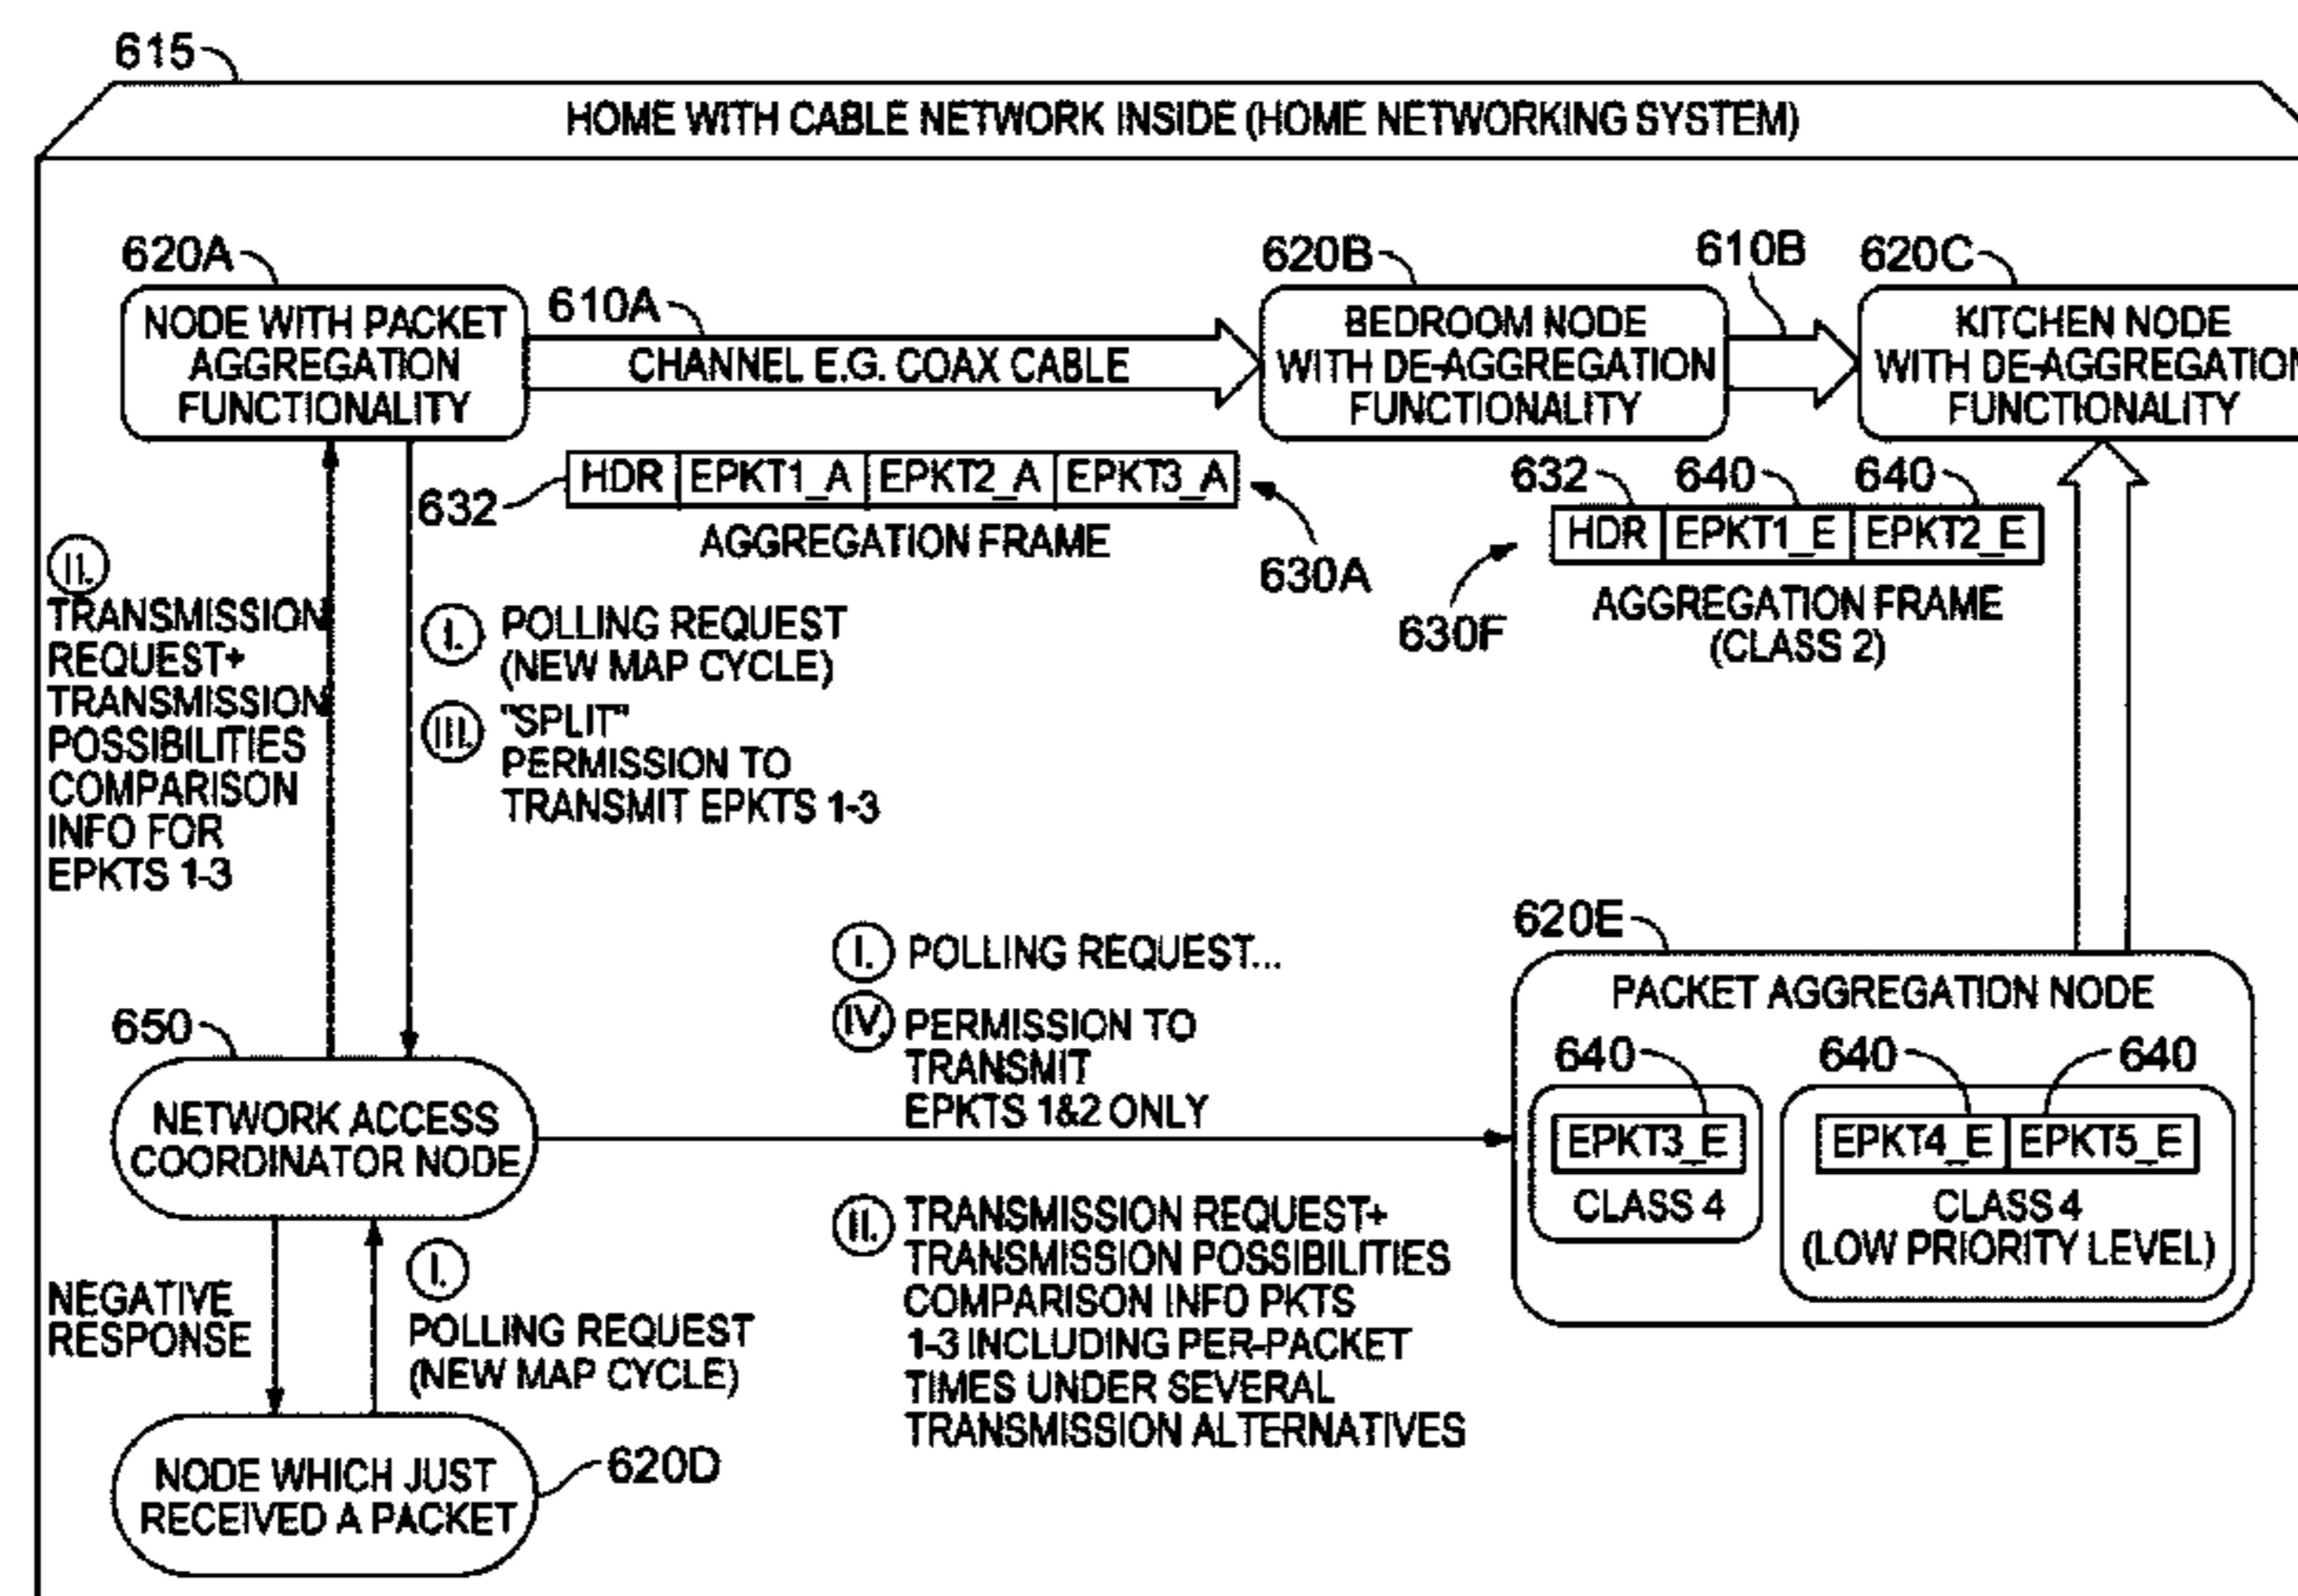 615
HOME WITH CABLE NETWORK INSIDE (HOME NETWORKING SYSTEM)
620A
NODE WITH PACKET
AGGREGATION
FUNCTIONALITY
610A
CHANNEL E.G. COAX CABLE
620B
BEDROOM NODE
WITH DE-AGGREGATION
FUNCTIONALITY
610B
620C
KITCHEN NODE
WITH DE-AGGREGATION
FUNCTIONALITY
632
HDR EPKT1_A EPKT2_A EPKT3_A
AGGREGATION FRAME
630A
632 640 640
HDR EPKT1_E EPKT2_E
AGGREGATION FRAME
(CLASS 2)
630F
II.
TRANSMISSION
REQUEST+
TRANSMISSION
POSSIBILITIES
COMPARISON
INFO FOR
EPKTS 1-3
I. POLLING REQUEST
(NEW MAP CYCLE)
III. "SPLIT"
PERMISSION TO
TRANSMIT EPKTS 1-3
I. POLLING REQUEST...
IV. PERMISSION TO
TRANSMIT
EPKTS 1&2 ONLY
620E
PACKET AGGREGATION NODE
640 640 640
EPKT3_E
CLASS 4
EPKT4_E EPKT5_E
CLASS 4
(LOW PRIORITY LEVEL)
650
NETWORK ACCESS
COORDINATOR NODE
II. TRANSMISSION REQUEST+
TRANSMISSION POSSIBILITIES
COMPARISON INFO PKTS
1-3 INCLUDING PER-PACKET
TIMES UNDER SEVERAL
TRANSMISSION ALTERNATIVES
NEGATIVE
RESPONSE
I.
POLLING REQUEST
(NEW MAP CYCLE)
NODE WHICH JUST
RECEIVED A PACKET
620D